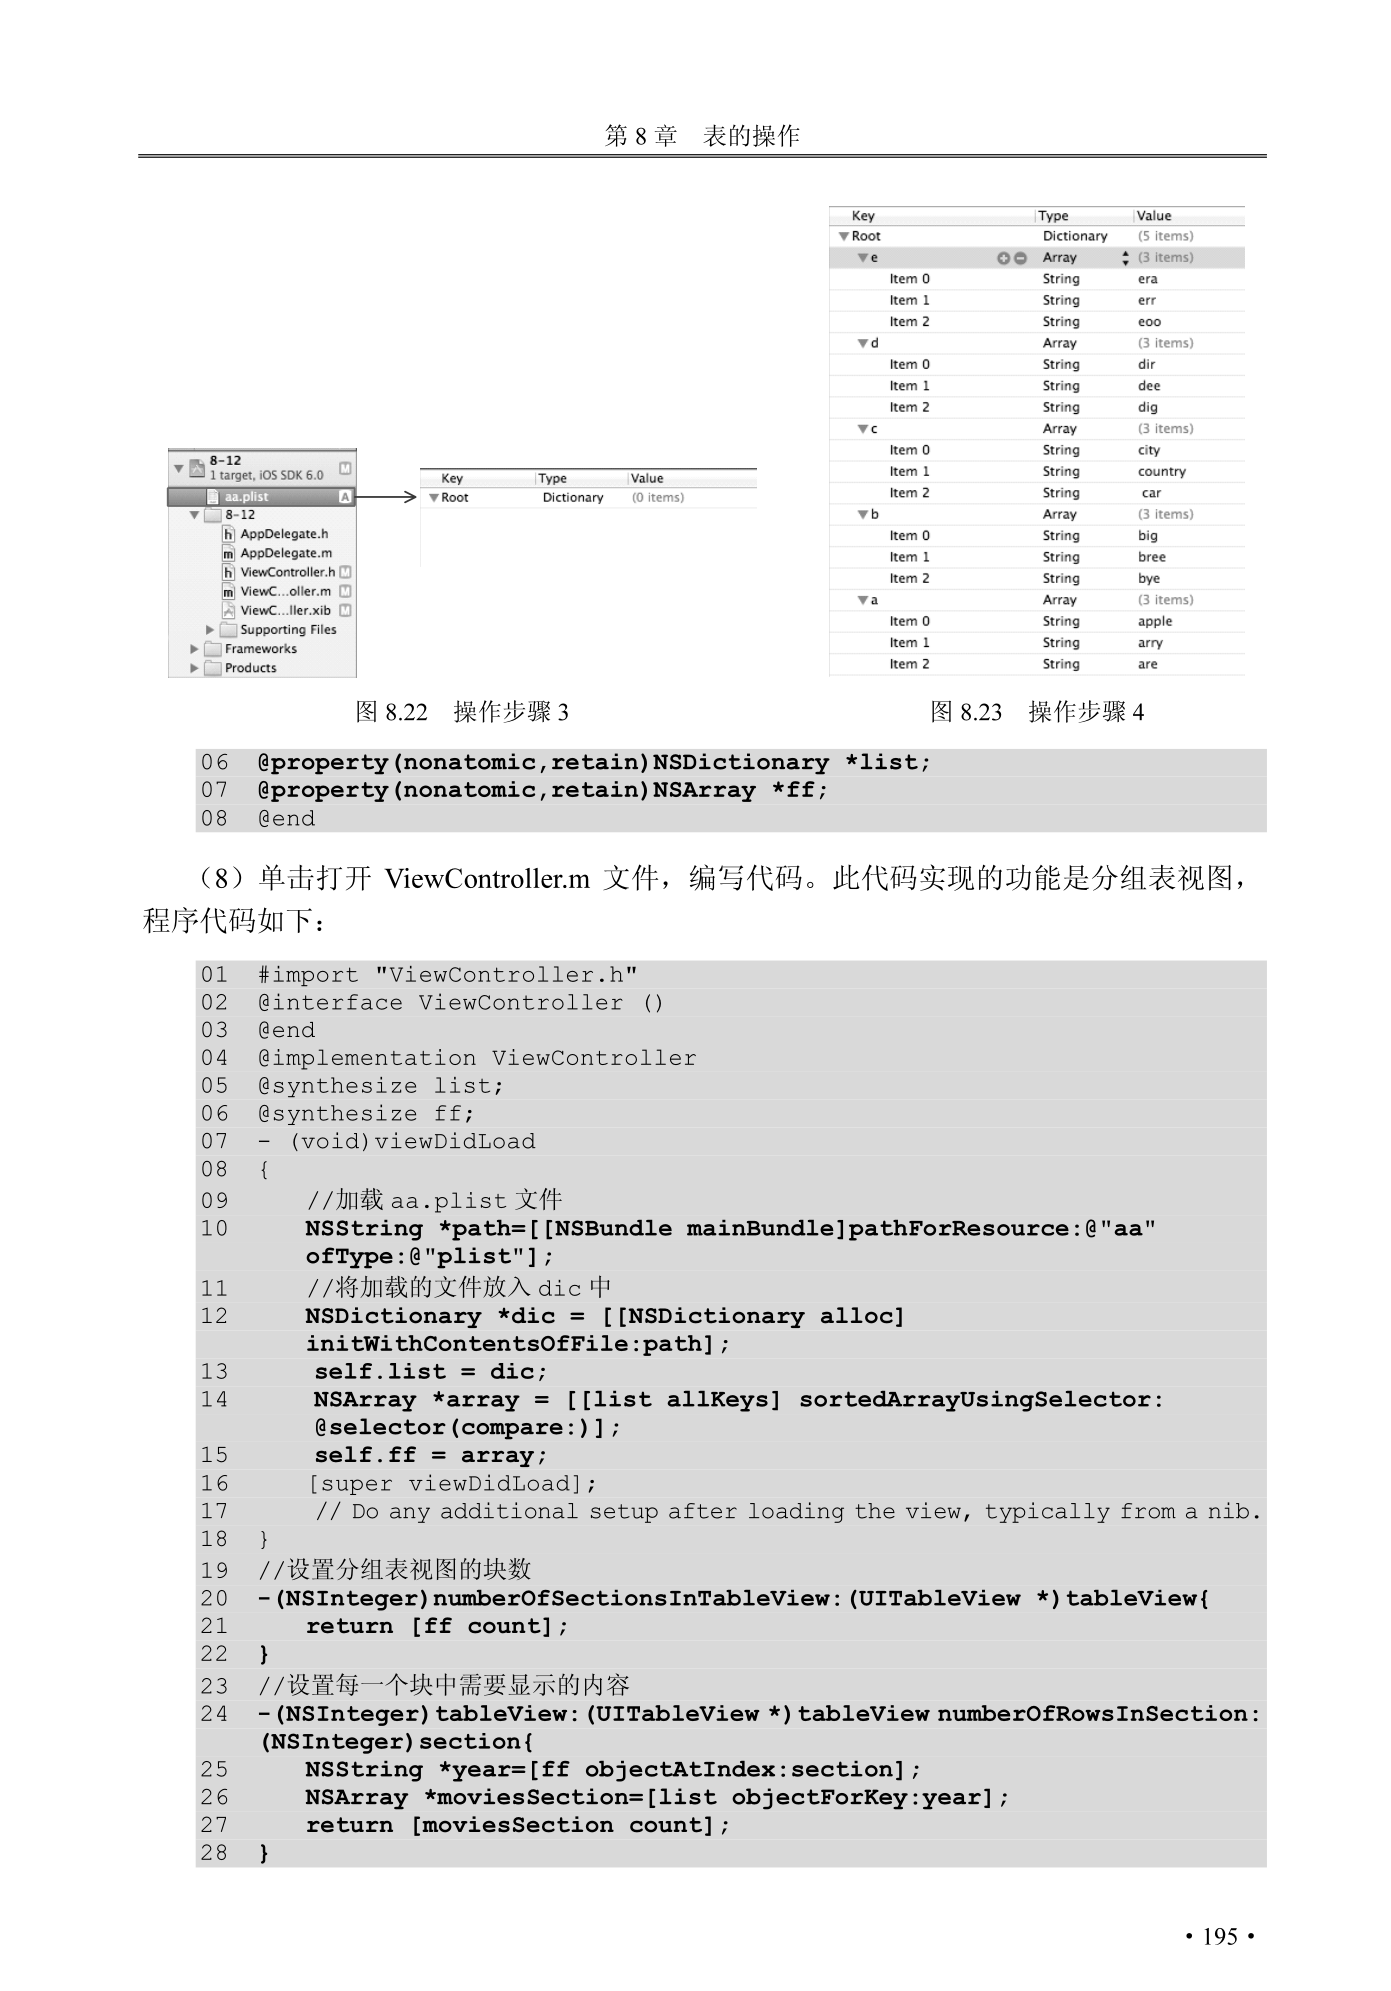 第 8 章 表的操作
8-12
1 target, iOS SDK 6.0 M
aa.plist A
8-12
AppDelegate.h
AppDelegate.m
ViewController.h M
ViewC...oller.m M
ViewC...ller.xib M
Supporting Files
Frameworks
Products
Key Type Value
Root Dictionary (0 items)
图 8.22 操作步骤 3
Key Type Value
Root Dictionary (5 items)
e Array (3 items)
Item 0 String era
Item 1 String err
Item 2 String eoo
d Array (3 items)
Item 0 String dir
Item 1 String dee
Item 2 String dig
c Array (3 items)
Item 0 String city
Item 1 String country
Item 2 String car
b Array (3 items)
Item 0 String big
Item 1 String bree
Item 2 String bye
a Array (3 items)
Item 0 String apple
Item 1 String arry
Item 2 String are
图 8.23 操作步骤 4
06 @property(nonatomic,retain)NSDictionary *list;
07 @property(nonatomic,retain)NSArray *ff;
08 @end
（8）单击打开 ViewController.m 文件，编写代码。此代码实现的功能是分组表视图，
程序代码如下：
01 #import "ViewController.h"
02 @interface ViewController ()
03 @end
04 @implementation ViewController
05 @synthesize list;
06 @synthesize ff;
07 - (void)viewDidLoad
08 {
09 //加载 aa.plist 文件
10 NSString *path=[[NSBundle mainBundle]pathForResource:@"aa"
ofType:@"plist"];
11 //将加载的文件放入 dic 中
12 NSDictionary *dic = [[NSDictionary alloc]
initWithContentsOfFile:path];
13 self.list = dic;
14 NSArray *array = [[list allKeys] sortedArrayUsingSelector:
@selector(compare:)];
15 self.ff = array;
16 [super viewDidLoad];
17 // Do any additional setup after loading the view, typically from a nib.
18 }
19 //设置分组表视图的块数
20 -(NSInteger)numberOfSectionsInTableView:(UITableView *)tableView{
21 return [ff count];
22 }
23 //设置每一个块中需要显示的内容
24 -(NSInteger)tableView:(UITableView *)tableView numberOfRowsInSection:
(NSInteger)section{
25 NSString *year=[ff objectAtIndex:section];
26 NSArray *moviesSection=[list objectForKey:year];
27 return [moviesSection count];
28 }
• 195 •